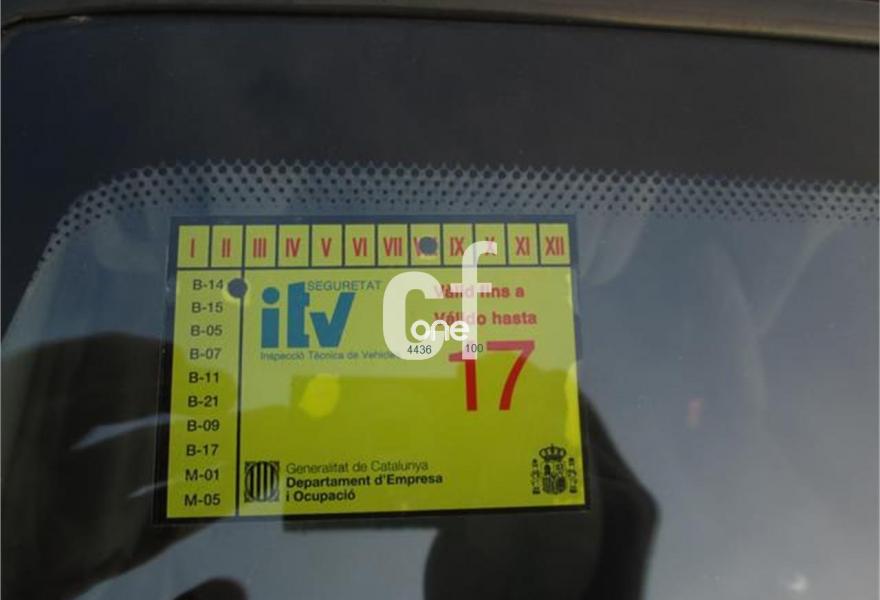 I II III IV V VI VII IX X XI XII
B-14
B-15
B-05
B-07
B-11
B-21
B-09
B-17
M-01
M-05
SEGURETAT
itv
Inspecció Tècnica de Vehicles
Vàlid fins a
Válido hasta
17
cf
one
4436 100
Generalitat de Catalunya
Departament d'Empresa
i Ocupació